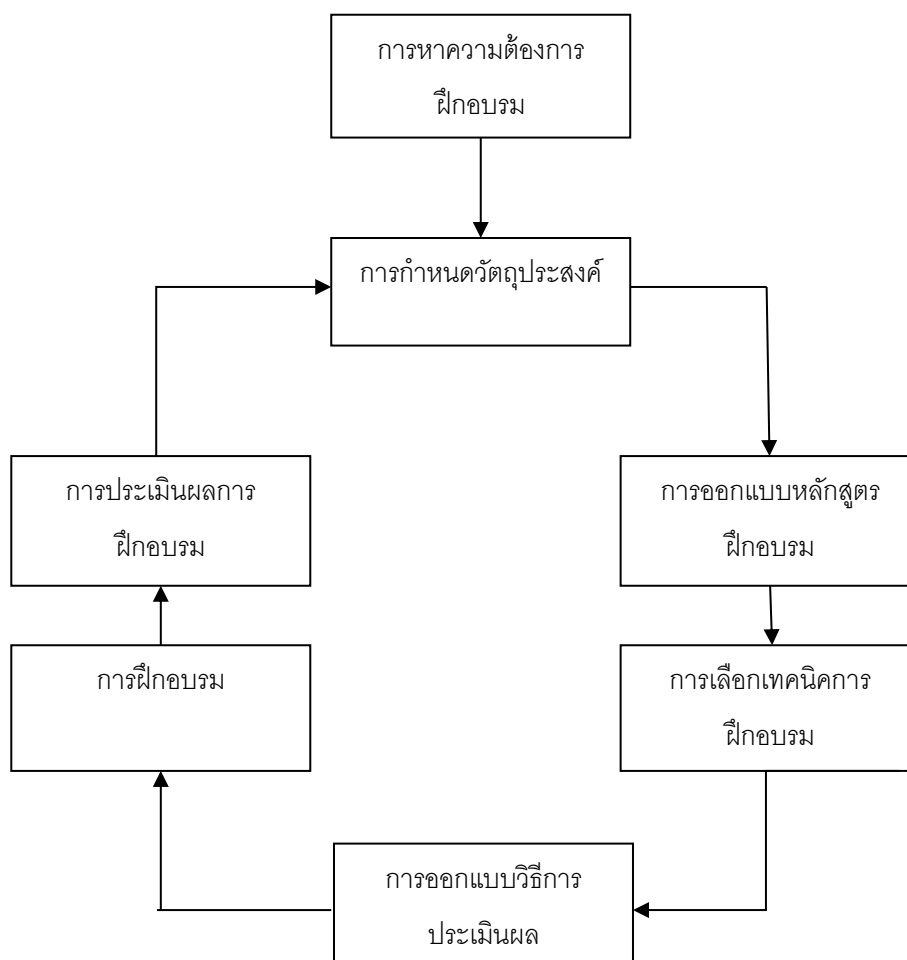 การหาความต้องการ
ฝึกอบรม
การกำหนดวัตถุประสงค์
การประเมินผลการ
ฝึกอบรม
การออกแบบหลักสูตร
ฝึกอบรม
การฝึกอบรม
การเลือกเทคนิคการ
ฝึกอบรม
การออกแบบวิธีการ
ประเมินผล